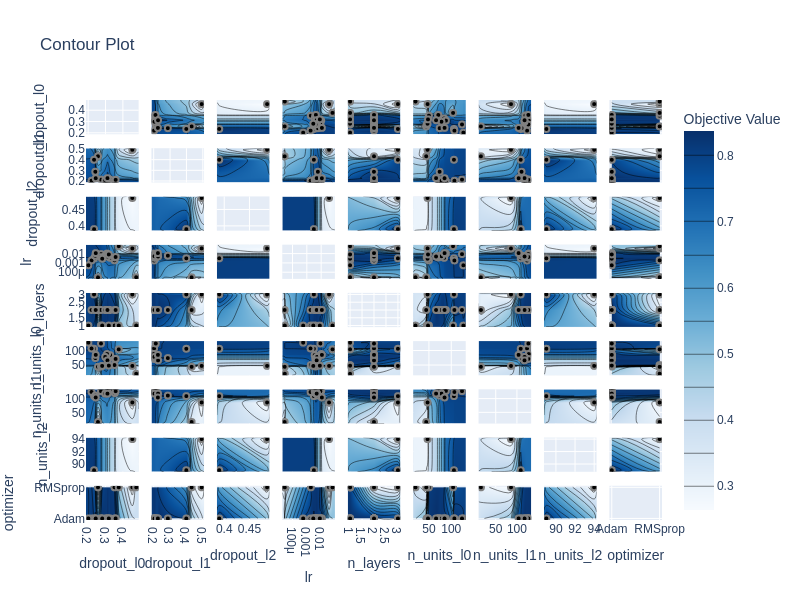 Contour Plot
Objective Value
0.8
0.7
0.6
0.5
0.4
0.3
dropout_l0
0.4
0.3
0.2
dropout_l1
0.5
0.4
0.3
0.2
dropout_l2
0.45
0.4
lr
0.01
0.001
100μ
n_layers
3
2.5
1.5
1
n_units_l0
100
50
n_units_l1
100
50
n_units_l2
94
92
90
optimizer
RMSprop
Adam
0.2 0.3 0.4 0.2 0.3 0.4 0.5 0.4 0.45 100μ 0.001 0.01 1 1.5 2 2.5 3 50 100 50 100 90 92 94 Adam RMSprop
dropout_l0 dropout_l1 dropout_l2 lr n_layers n_units_l0 n_units_l1 n_units_l2 optimizer